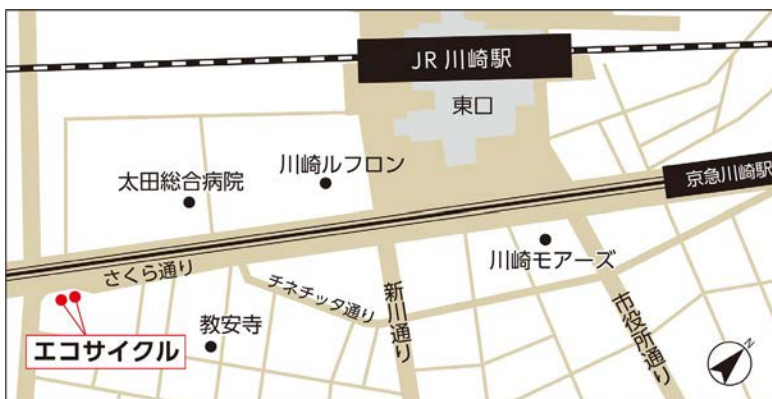 JR 川崎駅
東口
京急川崎駅
川崎ルフロン
太田総合病院
川崎モアーズ
さくら通り
チネチッタ通り
新川通り
市役所通り
教安寺
エコサイクル
N